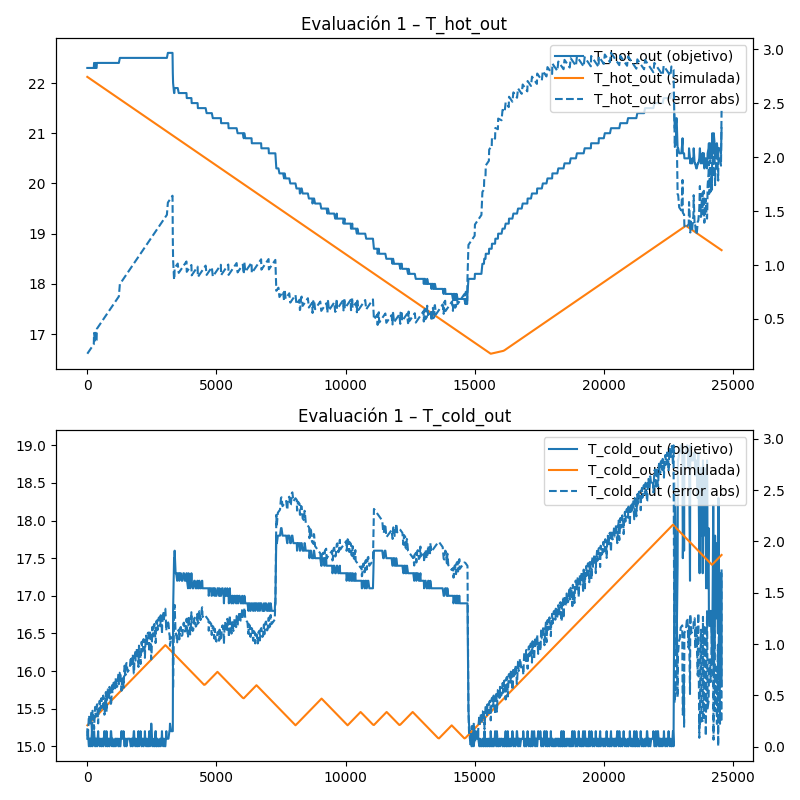 Evaluación 1 – T_hot_out
T_hot_out (objetivo)
T_hot_out (simulada)
T_hot_out (error abs)
22
21
20
19
18
17
3.0
2.5
2.0
1.5
1.0
0.5
0 5000 10000 15000 20000 25000
Evaluación 1 – T_cold_out
T_cold_out (objetivo)
T_cold_out (simulada)
T_cold_out (error abs)
19.0
18.5
18.0
17.5
17.0
16.5
16.0
15.5
15.0
3.0
2.5
2.0
1.5
1.0
0.5
0.0
0 5000 10000 15000 20000 25000